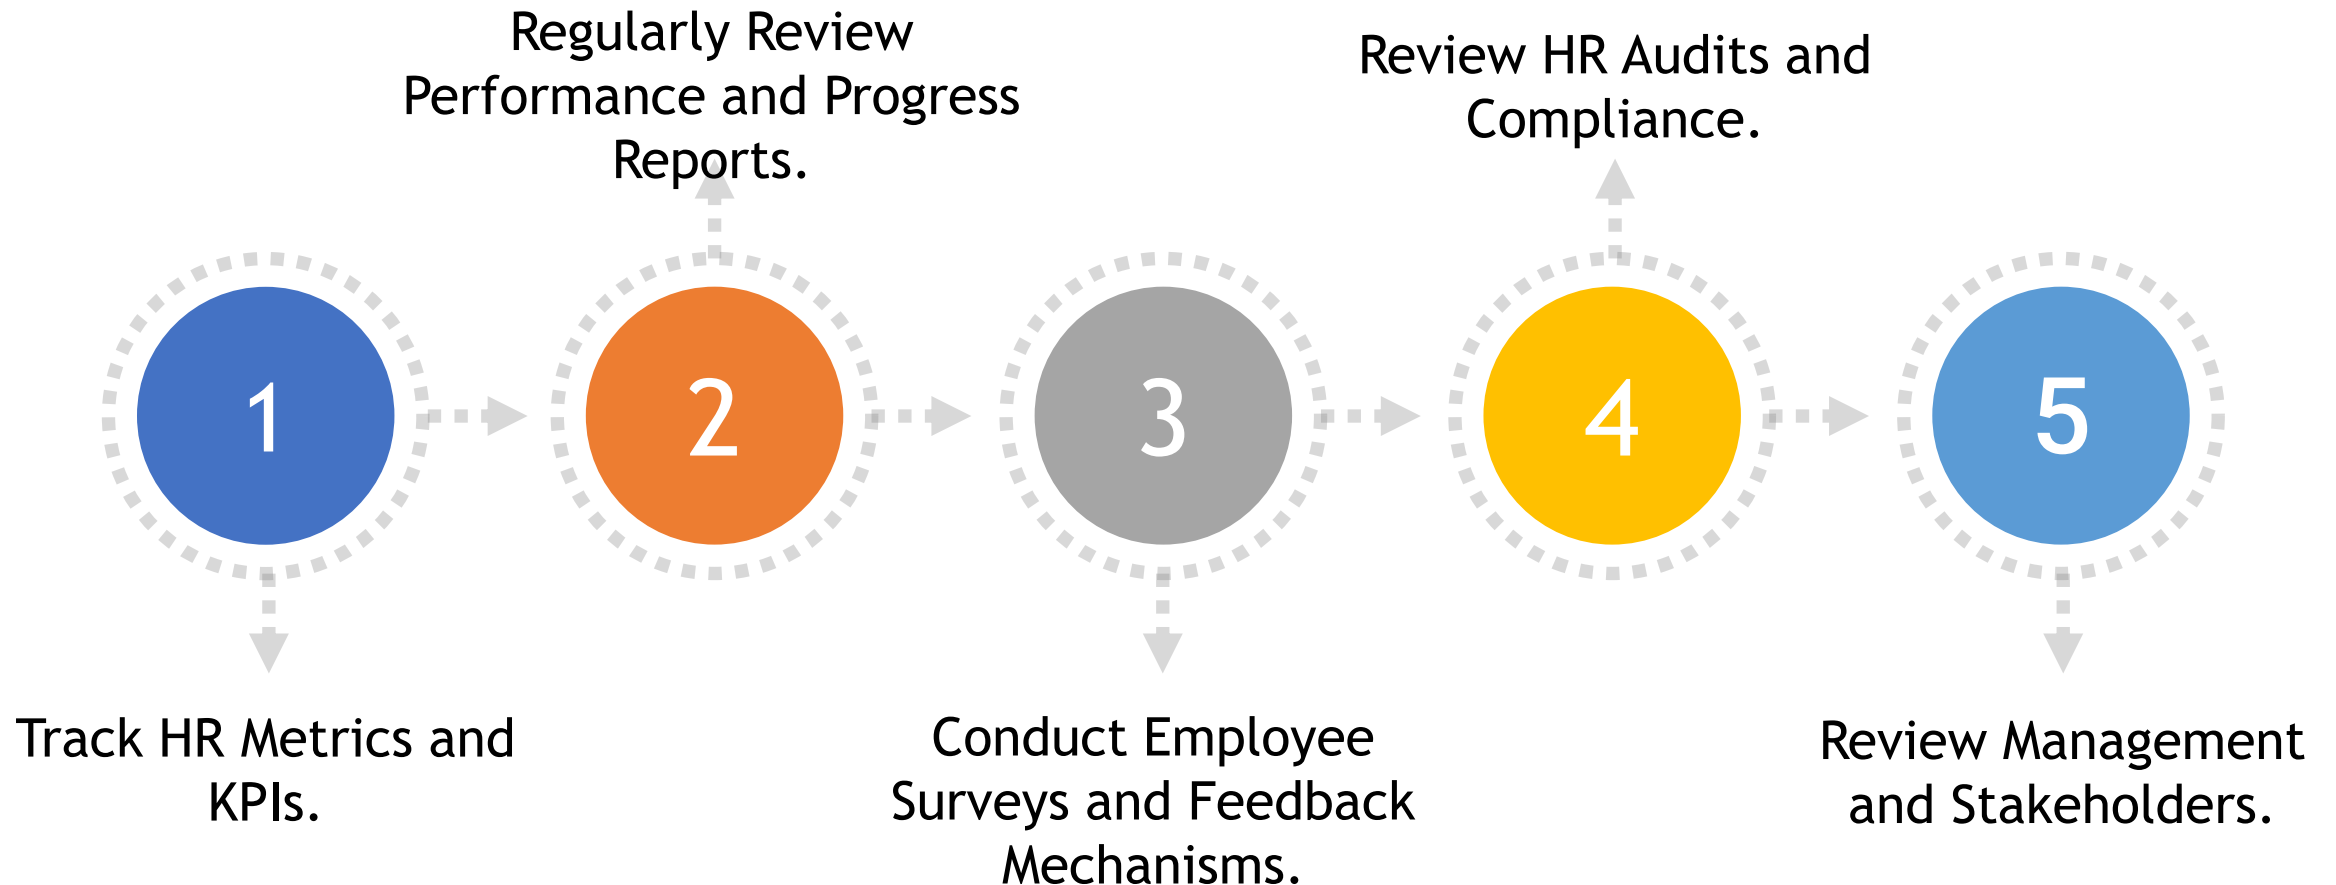 Regularly Review
Performance and Progress
Reports.
Review HR Audits and
Compliance.
1
2
3
4
5
Track HR Metrics and
KPIs.
Conduct Employee
Surveys and Feedback
Mechanisms.
Review Management
and Stakeholders.